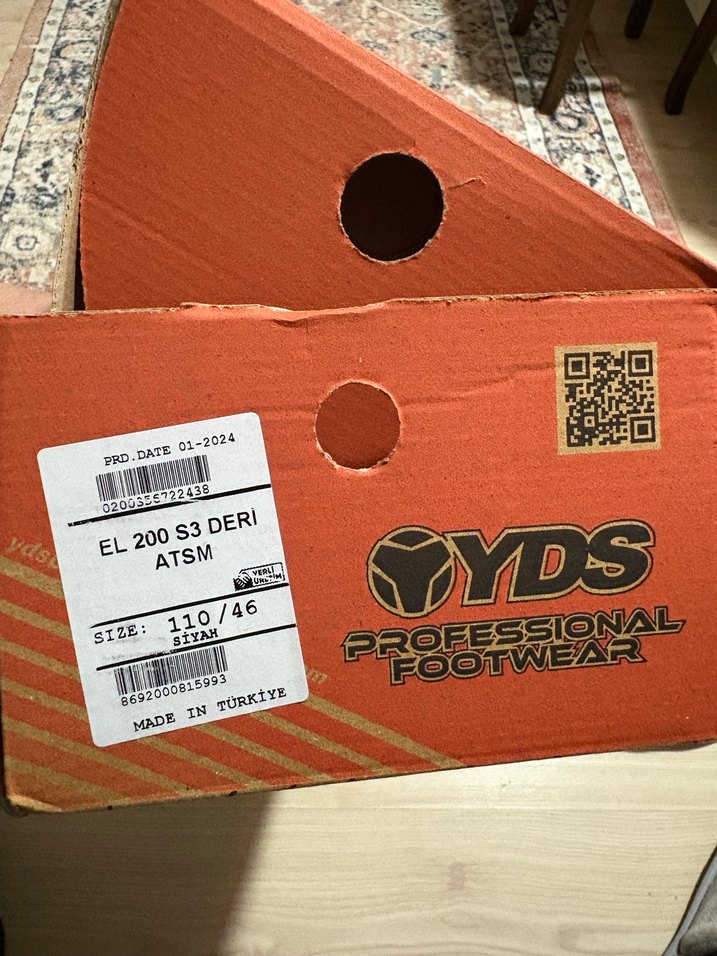 PRD.DATE 01-2024
0200356722438
EL 200 S3 DERİ
ATSM
YERLİ
ÜRETİM
SIZE: 110/46
SİYAH
8692000815993
MADE IN TÜRKİYE
YDS
PROFESSIONAL
FOOTWEAR